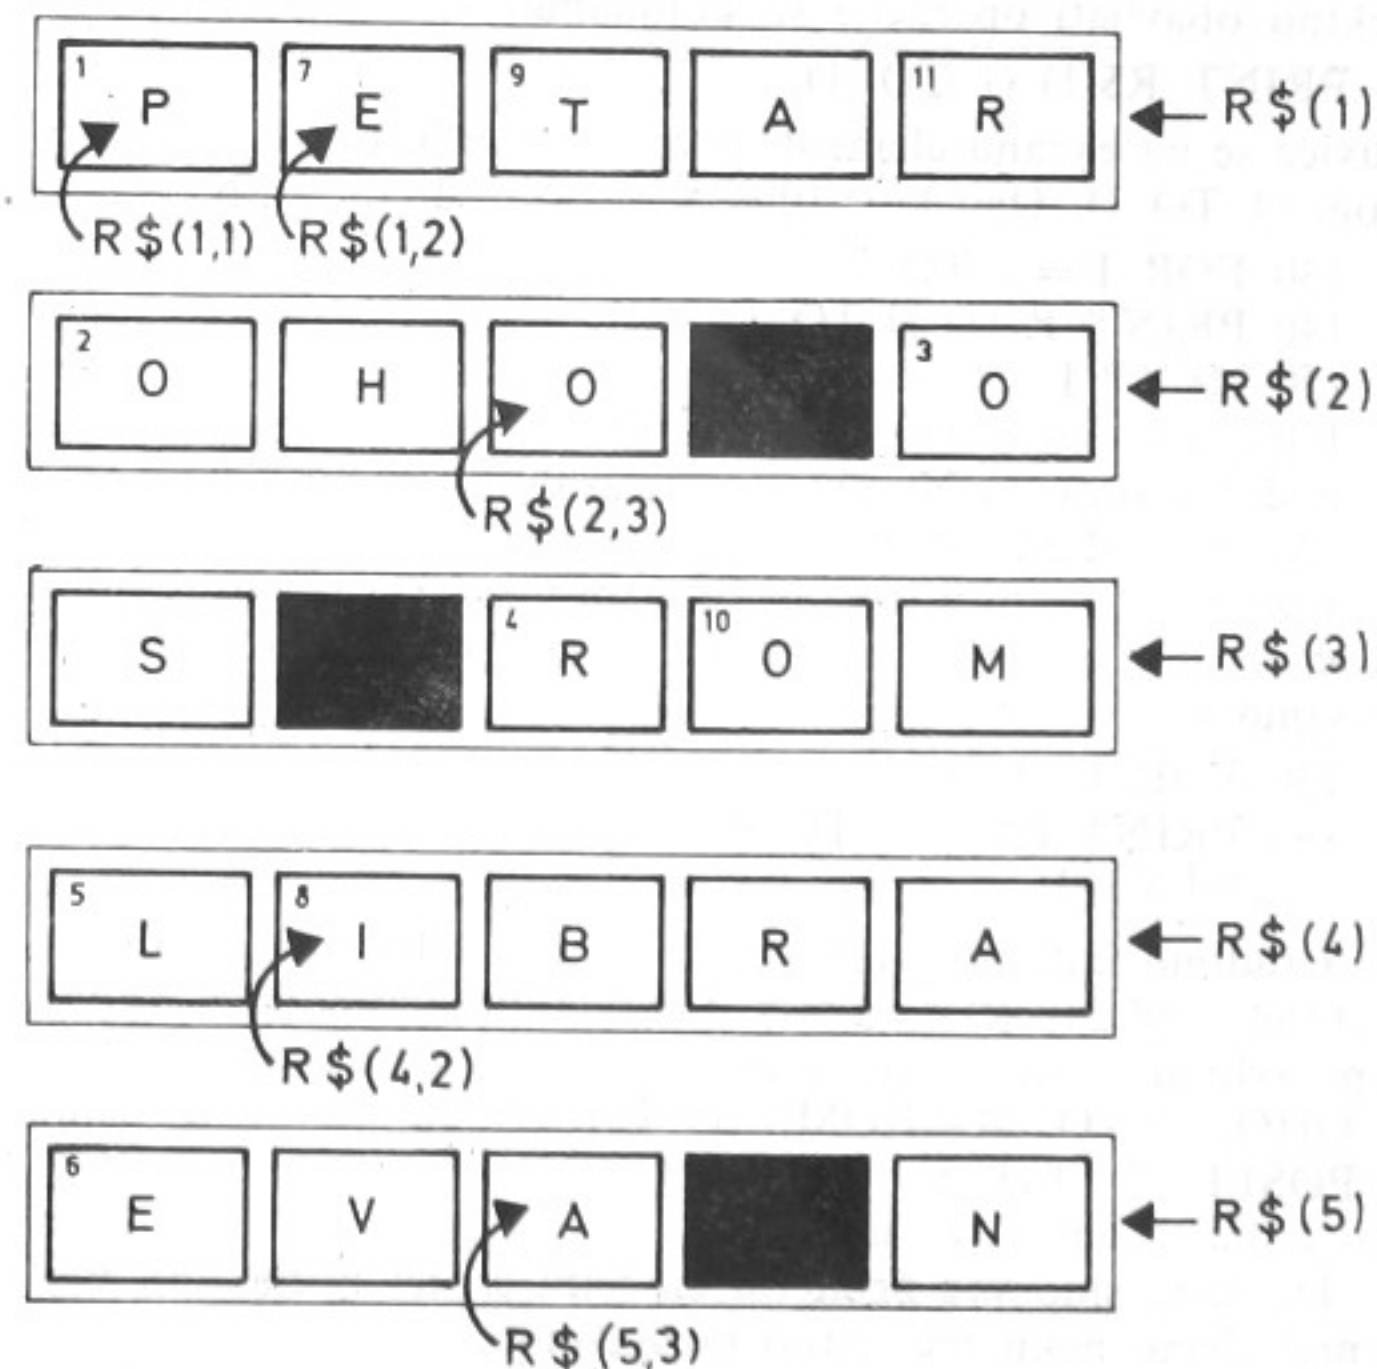 1 P 7 E 9 T A 11 R R$(1)
R$(1,1) R$(1,2)
2 O H O 3 O R$(2)
R$(2,3)
S 4 R 10 O M R$(3)
5 L 8 I B R A R$(4)
R$(4,2)
6 E V A N R$(5)
R$(5,3)